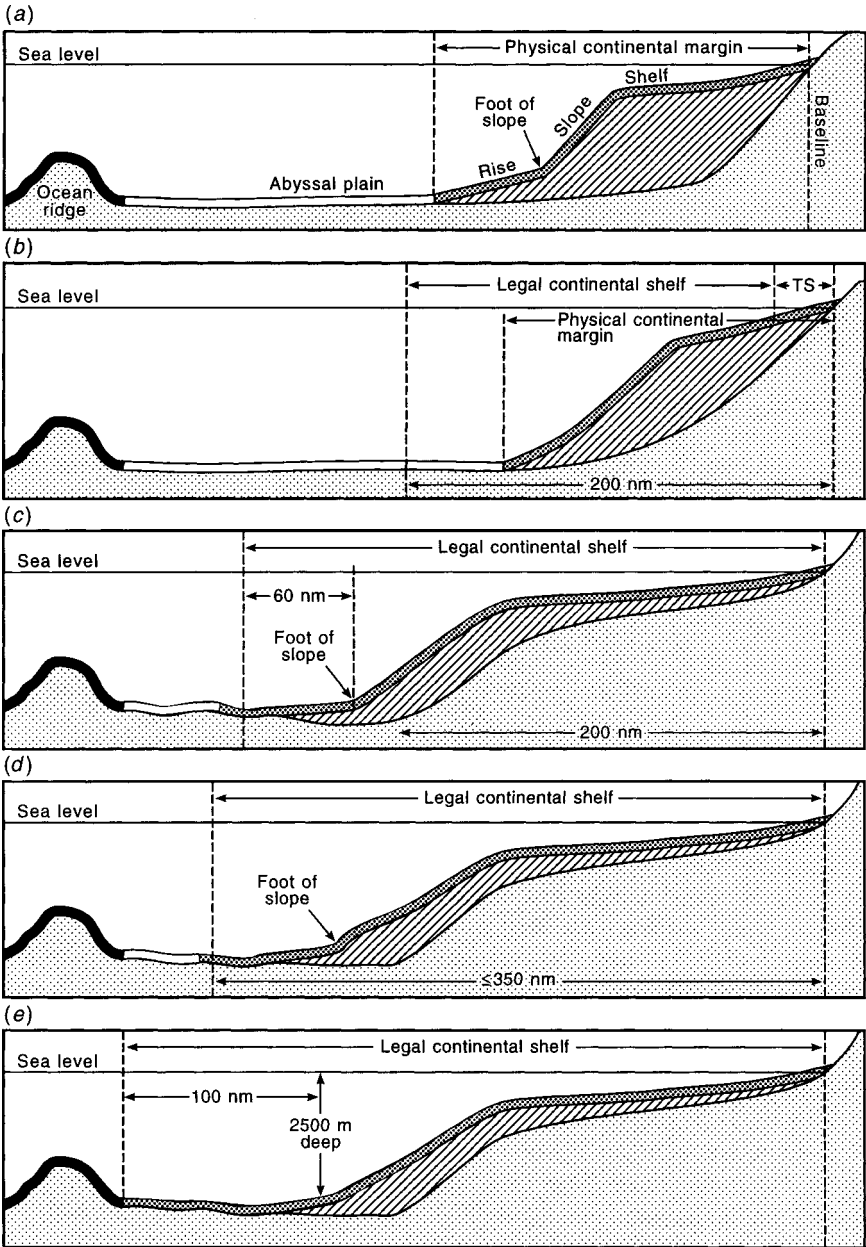 (a)
Sea level
Physical continental margin
Shelf
Foot of
slope
Slope
Baseline
Rise
Abyssal plain
Ocean
ridge
(b)
Sea level
Legal continental shelf
TS
Physical continental
margin
200 nm
(c)
Legal continental shelf
Sea level
60 nm
Foot of
slope
200 nm
(d)
Legal continental shelf
Sea level
Foot of
slope
≤350 nm
(e)
Legal continental shelf
Sea level
100 nm
2500 m
deep